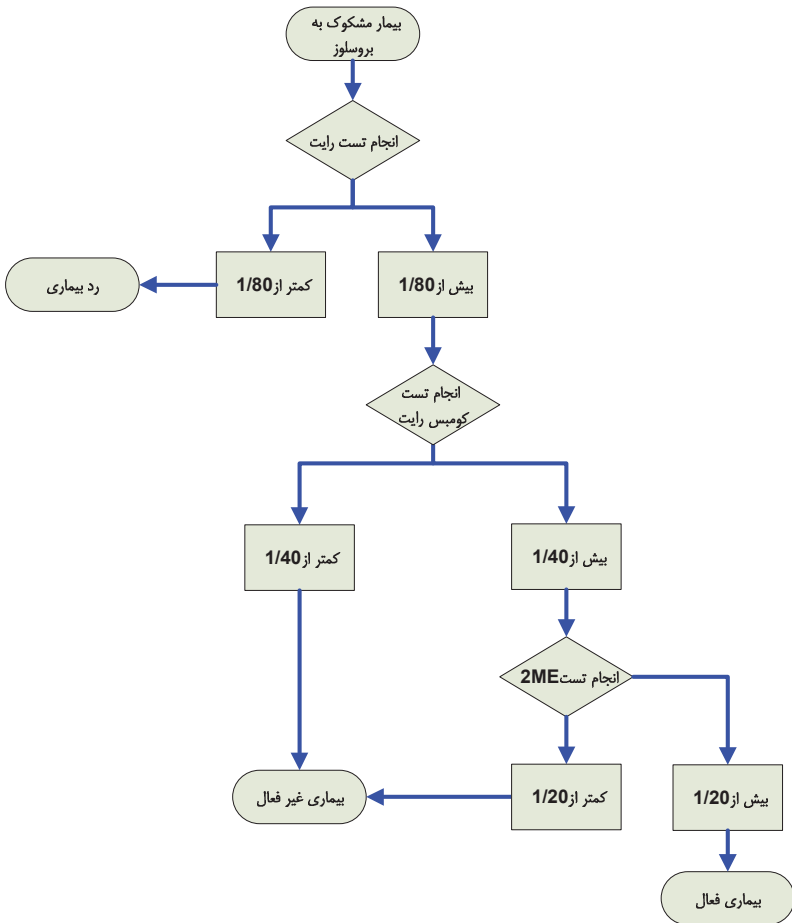 بیمار مشکوک به
بروسلوز
انجام تست رایت
بیش از 1/80
کمتر از 1/80
رد بیماری
انجام تست
کومبس رایت
بیش از 1/40
کمتر از 1/40
انجام تست 2ME
بیش از 1/20
کمتر از 1/20
بیماری غیر فعال
بیماری فعال